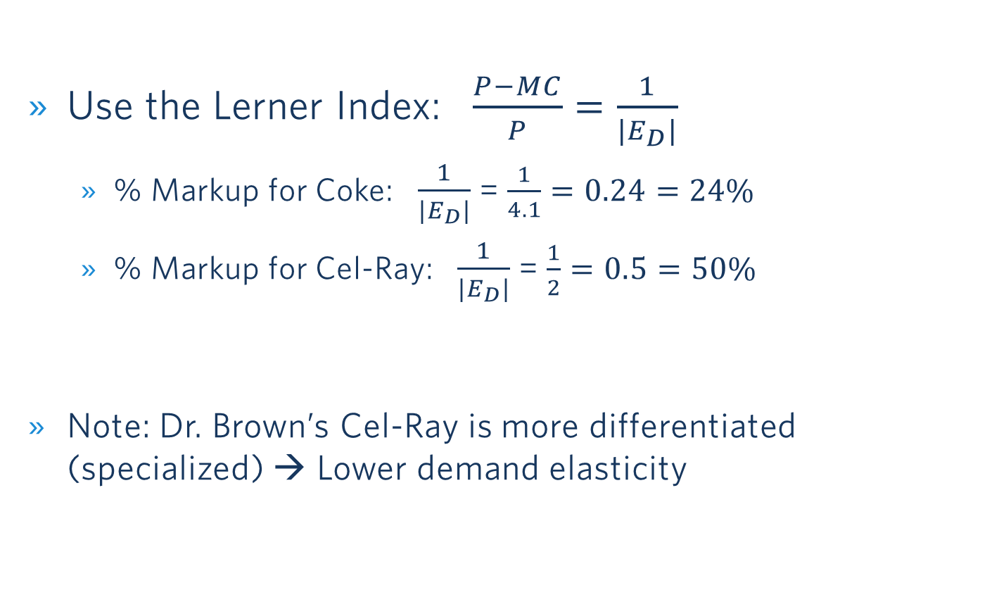 » Use the Lerner Index: \frac{P-MC}{P} = \frac{1}{|E_D|}
» % Markup for Coke: \frac{1}{|E_D|} = \frac{1}{4.1} = 0.24 = 24%
» % Markup for Cel-Ray: \frac{1}{|E_D|} = \frac{1}{2} = 0.5 = 50%
» Note: Dr. Brown’s Cel-Ray is more differentiated
(specialized) → Lower demand elasticity